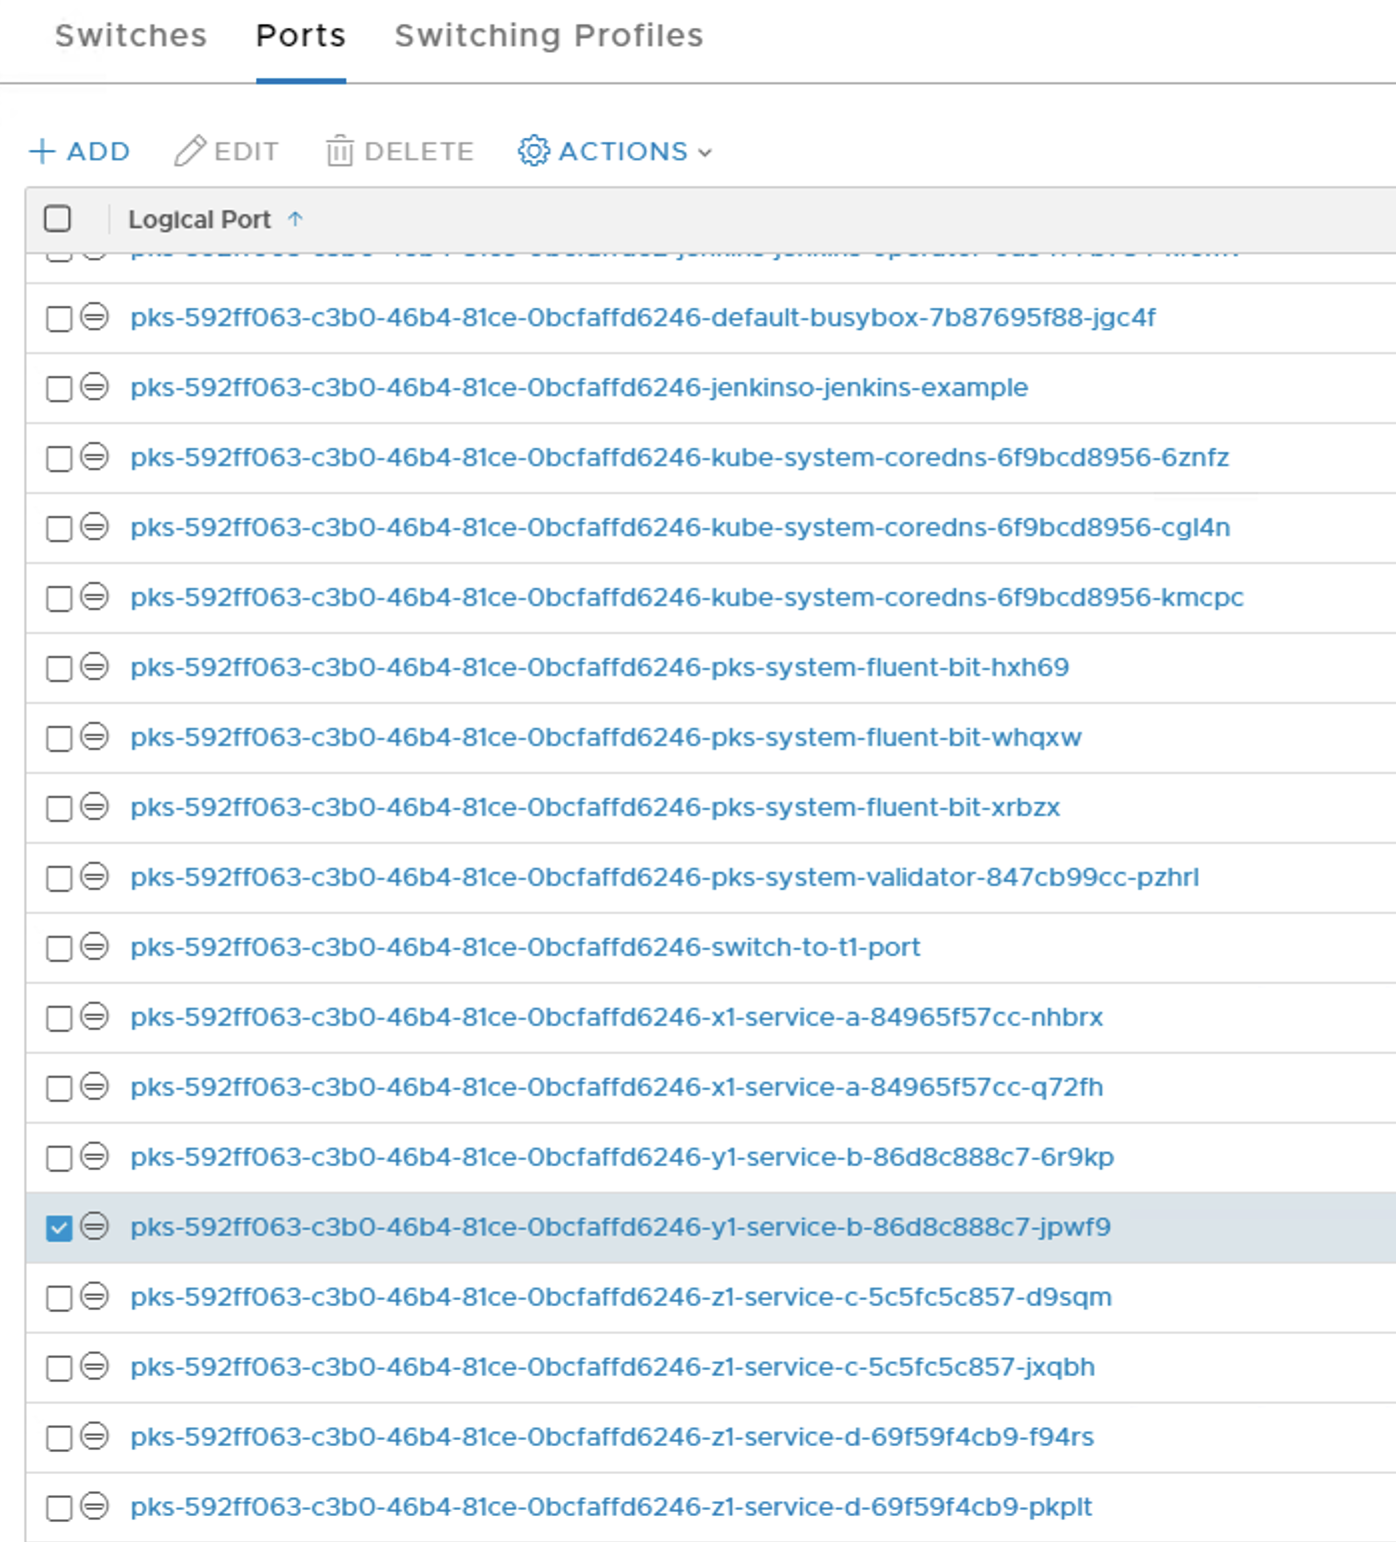 Switches Ports Switching Profiles
+ ADD EDIT DELETE ACTIONS
Logical Port ↑
pks-592ff063-c3b0-46b4-81ce-0bcfaffd6246-default-busybox-7b87695f88-jgc4f
pks-592ff063-c3b0-46b4-81ce-0bcfaffd6246-jenkinso-jenkins-example
pks-592ff063-c3b0-46b4-81ce-0bcfaffd6246-kube-system-coredns-6f9bcd8956-6znfz
pks-592ff063-c3b0-46b4-81ce-0bcfaffd6246-kube-system-coredns-6f9bcd8956-cgl4n
pks-592ff063-c3b0-46b4-81ce-0bcfaffd6246-kube-system-coredns-6f9bcd8956-kmcpc
pks-592ff063-c3b0-46b4-81ce-0bcfaffd6246-pks-system-fluent-bit-hxh69
pks-592ff063-c3b0-46b4-81ce-0bcfaffd6246-pks-system-fluent-bit-whqxw
pks-592ff063-c3b0-46b4-81ce-0bcfaffd6246-pks-system-fluent-bit-xrbzx
pks-592ff063-c3b0-46b4-81ce-0bcfaffd6246-pks-system-validator-847cb99cc-pzhrl
pks-592ff063-c3b0-46b4-81ce-0bcfaffd6246-switch-to-t1-port
pks-592ff063-c3b0-46b4-81ce-0bcfaffd6246-x1-service-a-84965f57cc-nhbrx
pks-592ff063-c3b0-46b4-81ce-0bcfaffd6246-x1-service-a-84965f57cc-q72fh
pks-592ff063-c3b0-46b4-81ce-0bcfaffd6246-y1-service-b-86d8c888c7-6r9kp
pks-592ff063-c3b0-46b4-81ce-0bcfaffd6246-y1-service-b-86d8c888c7-jpwf9
pks-592ff063-c3b0-46b4-81ce-0bcfaffd6246-z1-service-c-5c5fc5c857-d9sqm
pks-592ff063-c3b0-46b4-81ce-0bcfaffd6246-z1-service-c-5c5fc5c857-jxqbh
pks-592ff063-c3b0-46b4-81ce-0bcfaffd6246-z1-service-d-69f59f4cb9-f94rs
pks-592ff063-c3b0-46b4-81ce-0bcfaffd6246-z1-service-d-69f59f4cb9-pkplt